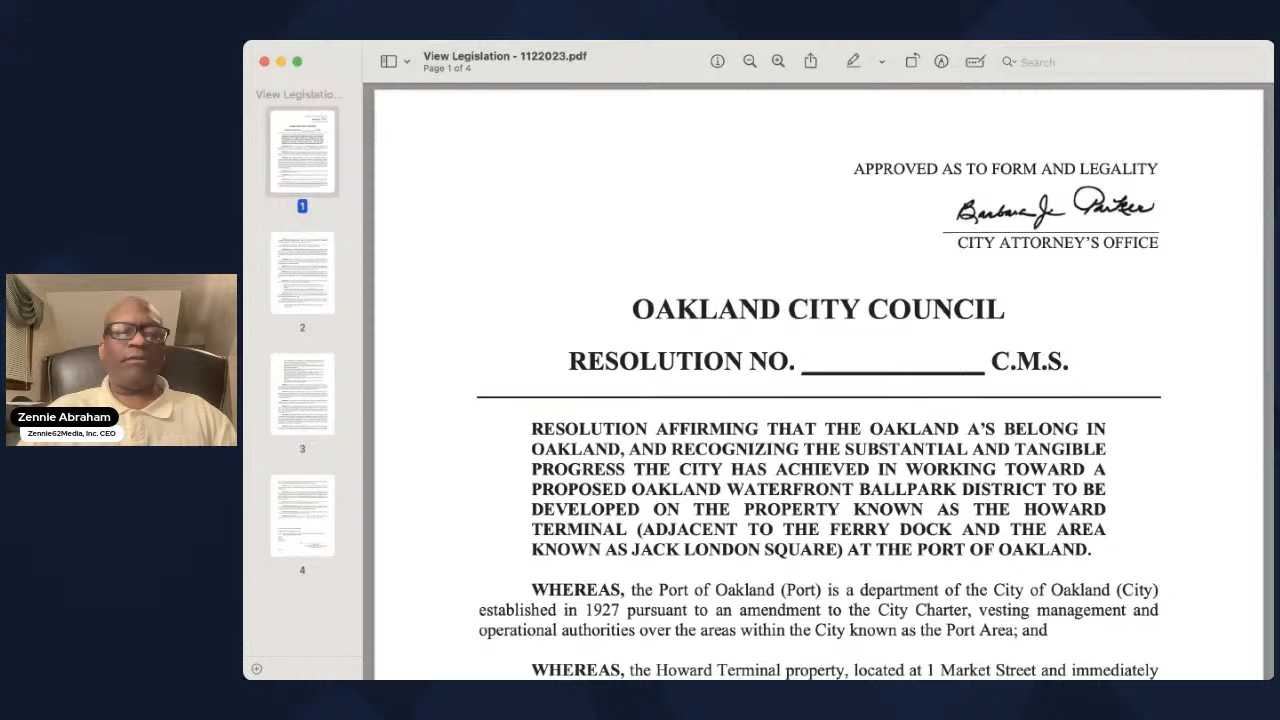 View Legislation - 1122023.pdf
Page 1 of 4
Search
View Legislatio...
1
2
3
4
Zennie Abraham
Zennie62Media, Inc. CEO
APPROVED AS TO FORM AND LEGALITY
Barbara J. Parker
CITY ATTORNEY'S OFFICE
OAKLAND CITY COUNCIL
RESOLUTION NO. ____________ C.M.S.
RESOLUTION AFFIRMING THAT THE OAKLAND A'S BELONG IN
OAKLAND, AND RECOGNIZING THE SUBSTANTIAL AND TANGIBLE
PROGRESS THE CITY HAS ACHIEVED IN WORKING TOWARD A
PROPOSED OAKLAND WATERFRONT BALLPARK DISTRICT TO BE
DEVELOPED ON THE PROPERTY KNOWN AS THE HOWARD
TERMINAL (ADJACENT TO THE FERRY DOCK AND THE AREA
KNOWN AS JACK LONDON SQUARE) AT THE PORT OF OAKLAND.
WHEREAS, the Port of Oakland (Port) is a department of the City of Oakland (City)
established in 1927 pursuant to an amendment to the City Charter, vesting management and
operational authorities over the areas within the City known as the Port Area; and
WHEREAS, the Howard Terminal property, located at 1 Market Street and immediately